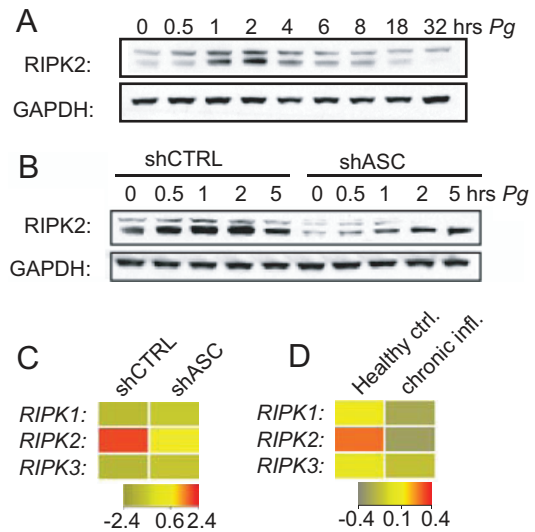 A
0 0.5 1 2 4 6 8 18 32 hrs Pg
RIPK2:
GAPDH:
B
shCTRL shASC
0 0.5 1 2 5 0 0.5 1 2 5 hrs Pg
RIPK2:
GAPDH:
C
shCTRL shASC
RIPK1:
RIPK2:
RIPK3:
-2.4 0.6 2.4
D
Healthy ctrl. chronic infl.
RIPK1:
RIPK2:
RIPK3:
-0.4 0.1 0.4